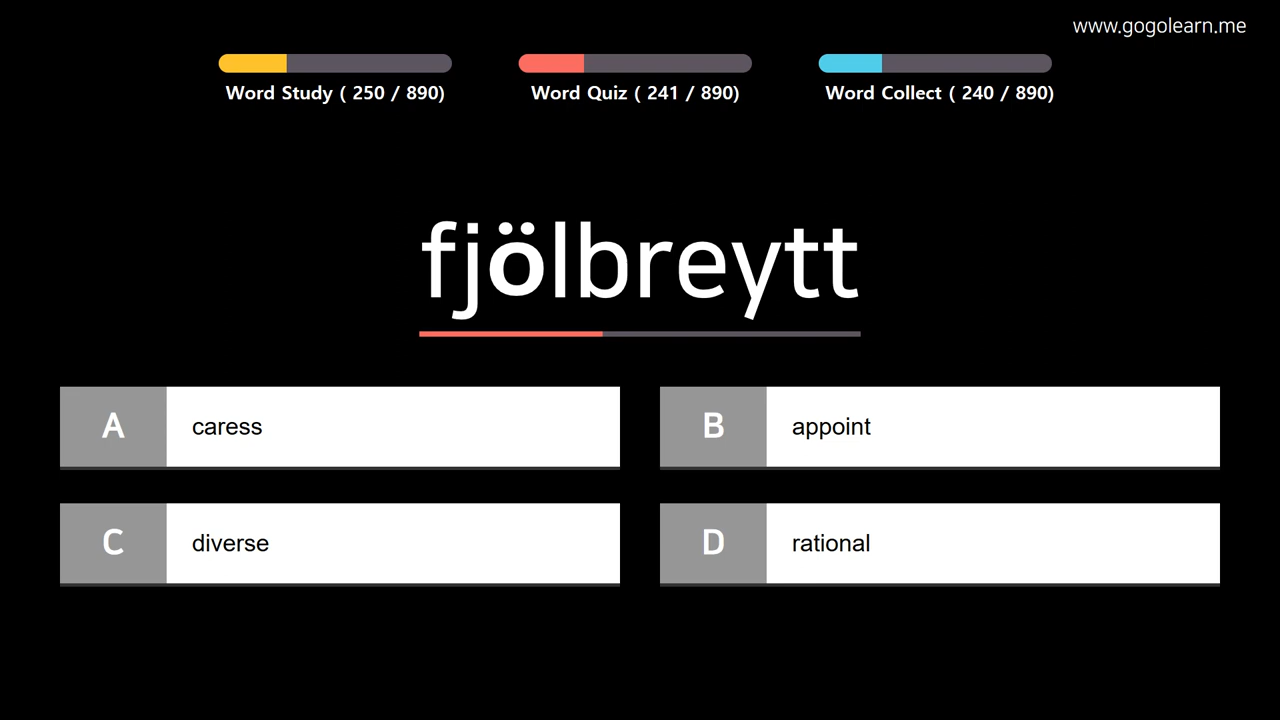 www.gogolearn.me
Word Study ( 250 / 890)
Word Quiz ( 241 / 890)
Word Collect ( 240 / 890)
fjölbreytt
A caress
B appoint
C diverse
D rational